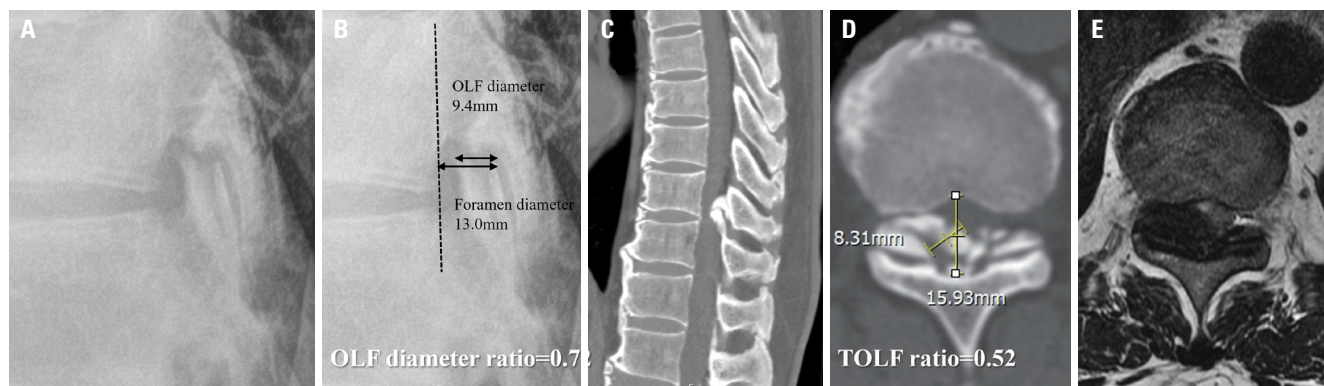 A
B
C
D
E
OLF diameter
9.4mm
Foramen diameter
13.0mm
8.31mm
15.93mm
OLF diameter ratio=0.72
TOLF ratio=0.52